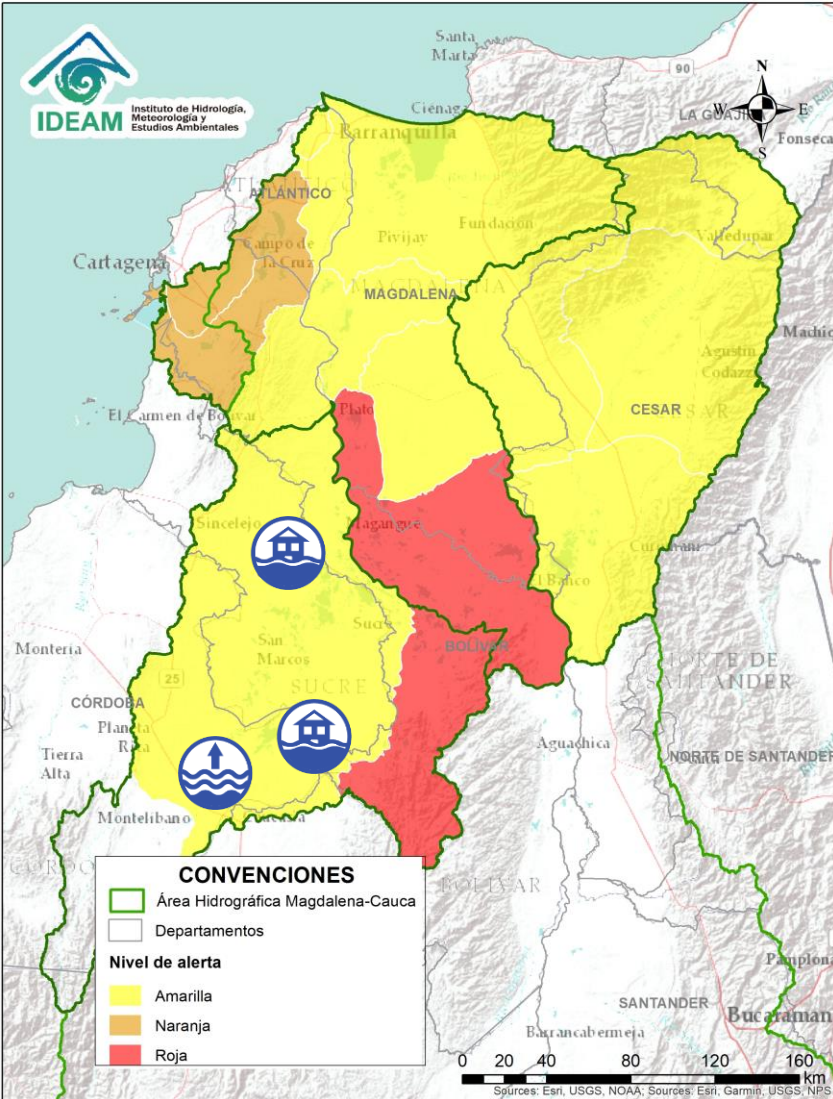 IDEAM
Instituto de Hidrología,
Meteorología y
Estudios Ambientales
Santa
Marta
90
N
W
E
S
LA GUAJIRA
Ciénaga
Barranquilla
Fonseca
ATLÁNTICO
ATLÁNTICO
Valledupar
Pivijay
Fundación
Campo de
la Cruz
Cartagena
MAGDALENA
MAGDALENA
Agustín
Codazzi
CESAR
CESAR
El Carmen de Bolívar
Plato
Sincelejo
Magangué
Curumaní
El Banco
Sucre
San
Marcos
BOLÍVAR
Montería
SUCRE
NORTE DE
SANTANDER
25
CÓRDOBA
Planeta
Rica
Tierra
Alta
Aguachica
NORTE DE SANTANDER
Montelíbano
BOLÍVAR
CONVENCIONES
Área Hidrográfica Magdalena-Cauca
Departamentos
Nivel de alerta
Amarilla
Naranja
Roja
Pamplona
SANTANDER
Bucaraman
Barrancabermeja
0 20 40 80 120 160
km
Sources: Esri, USGS, NOAA; Sources: Esri, Garmin, USGS, NPS